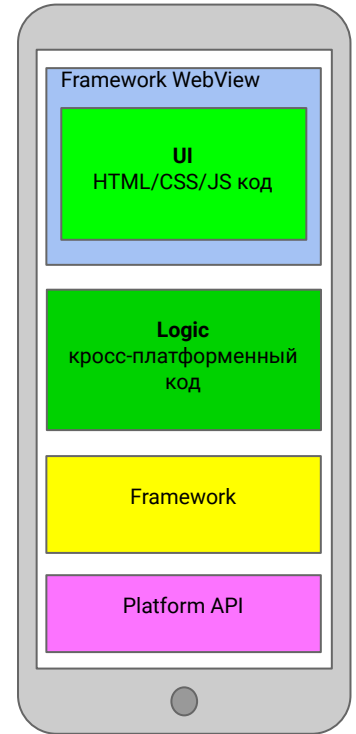 Framework WebView
UI
HTML/CSS/JS код
Logic
кросс-платформенный
код
Framework
Platform API